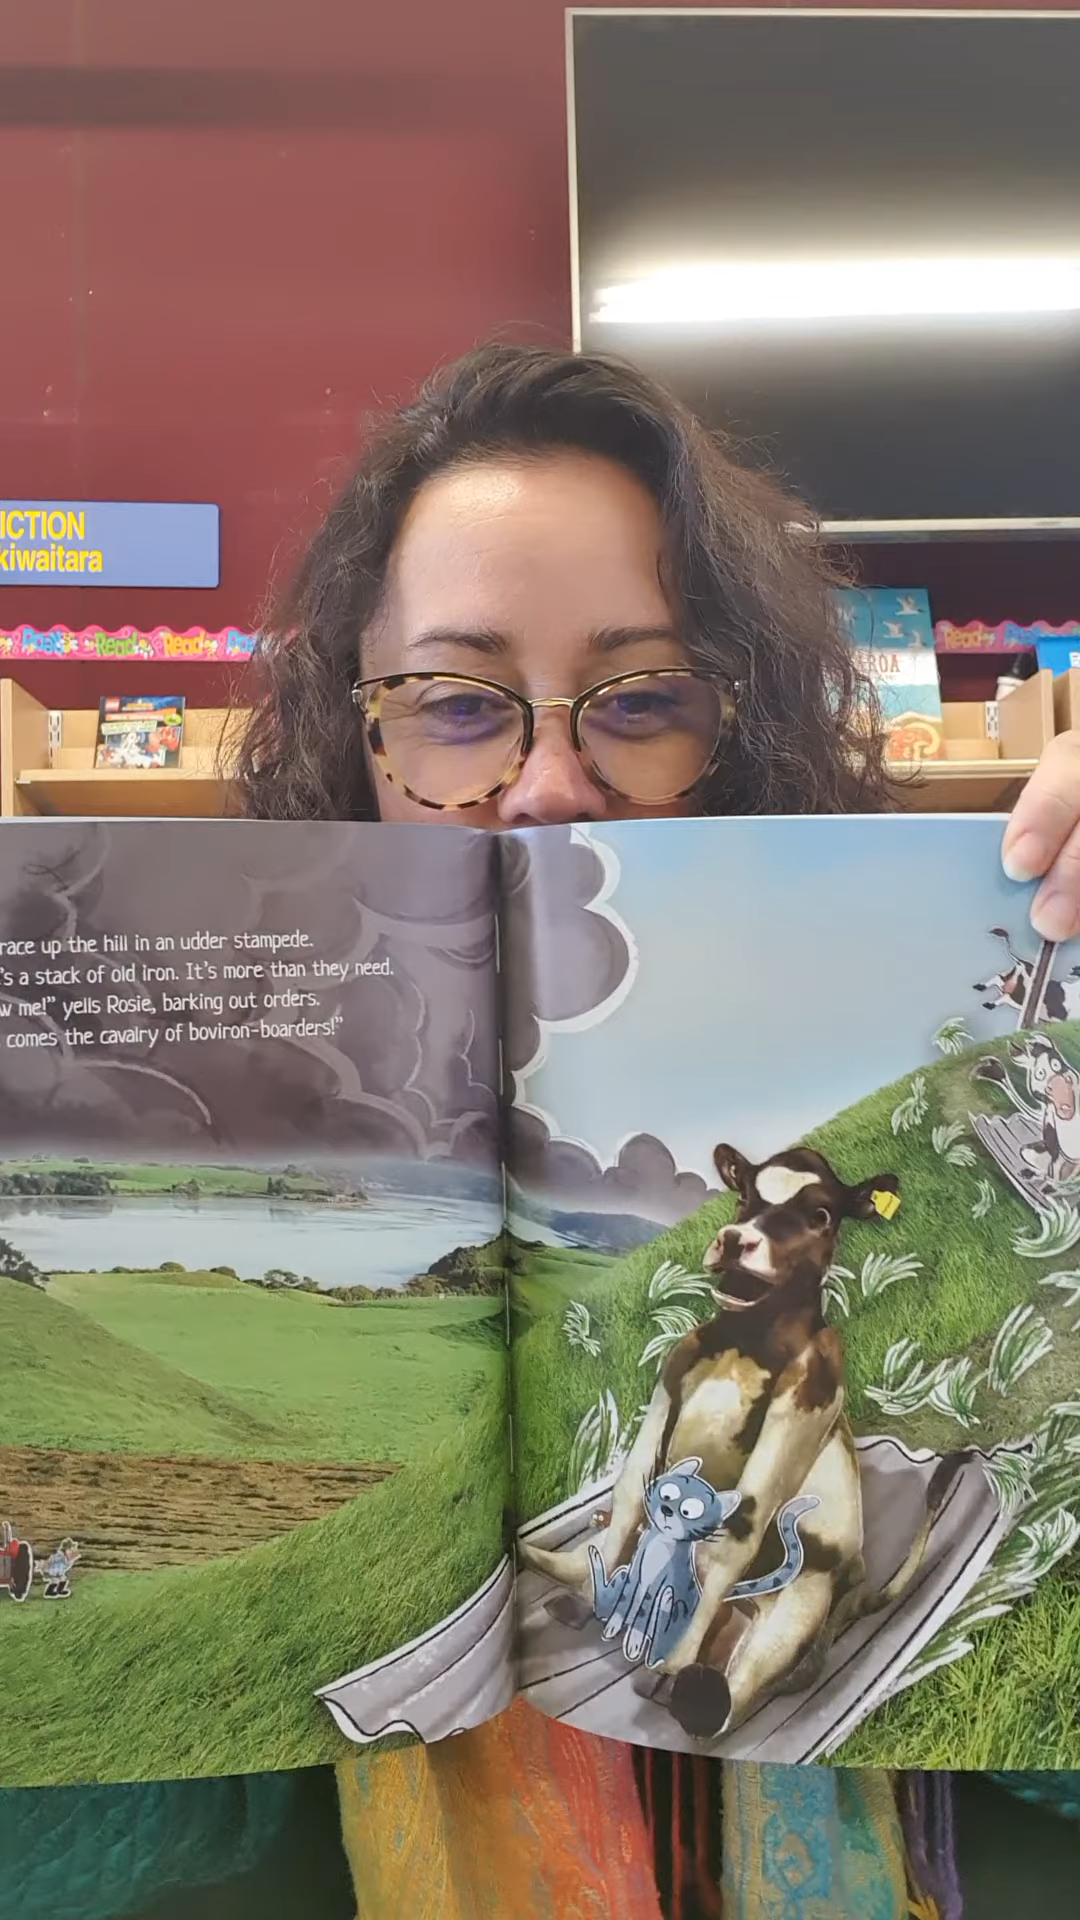 ICTION
kiwaitara
Read Read Read
Read
race up the hill in an udder stampede.
's a stack of old iron. It's more than they need.
w me!" yells Rosie, barking out orders.
comes the cavalry of boviron-boarders!"